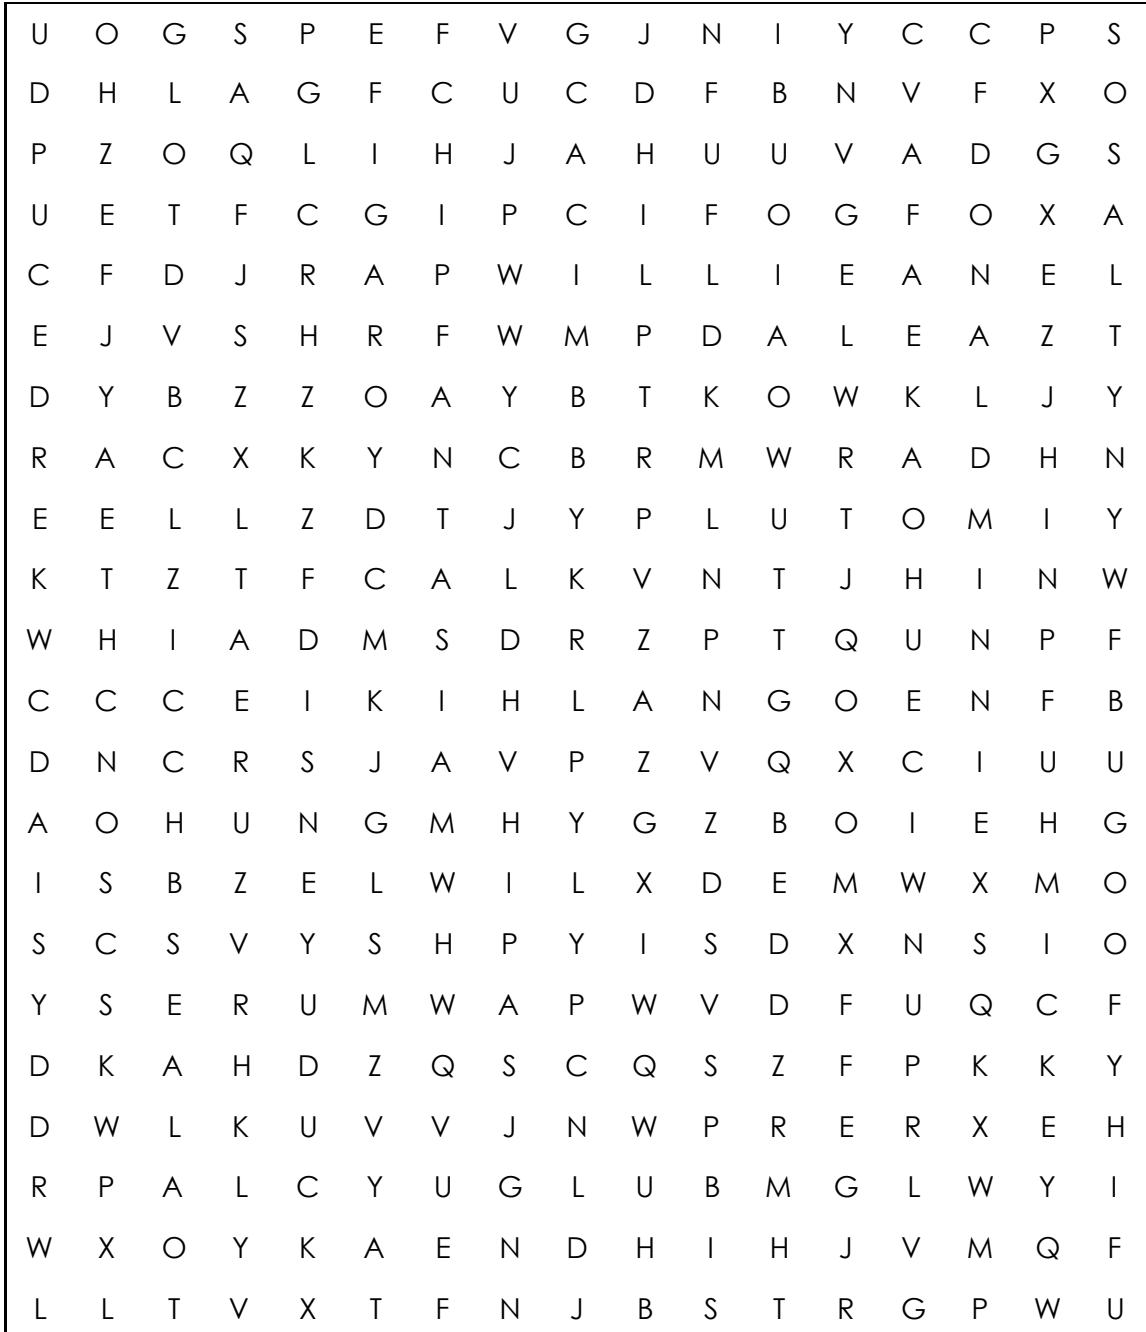 U O G S P E F V G J N I Y C C P S
D H L A G F C U C D F B N V F X O
P Z O Q L I H J A H U U V A D G S
U E T F C G I P C I F O G F O X A
C F D J R A P W I L L I E A N E L
E J V S H R F W M P D A L E A Z T
D Y B Z Z O A Y B T K O W K L J Y
R A C X K Y N C B R M W R A D H N
E E L L Z D T J Y P L U T O M I Y
K T Z T F C A L K V N T J H I N W
W H I A D M S D R Z P T Q U N P F
C C C E I K I H L A N G O E N F B
D N C R S J A V P Z V Q X C I U U
A O H U N G M H Y G Z B O I E H G
I S B Z E L W I L X D E M W X M O
S C S V Y S H P Y I S D X N S I O
Y S E R U M W A P W V D F U Q C F
D K A H D Z Q S C Q S Z F P K K Y
D W L K U V V J N W P R E R X E H
R P A L C Y U G L U B M G L W Y I
W X O Y K A E N D H I H J V M Q F
L L T V X T F N J B S T R G P W U